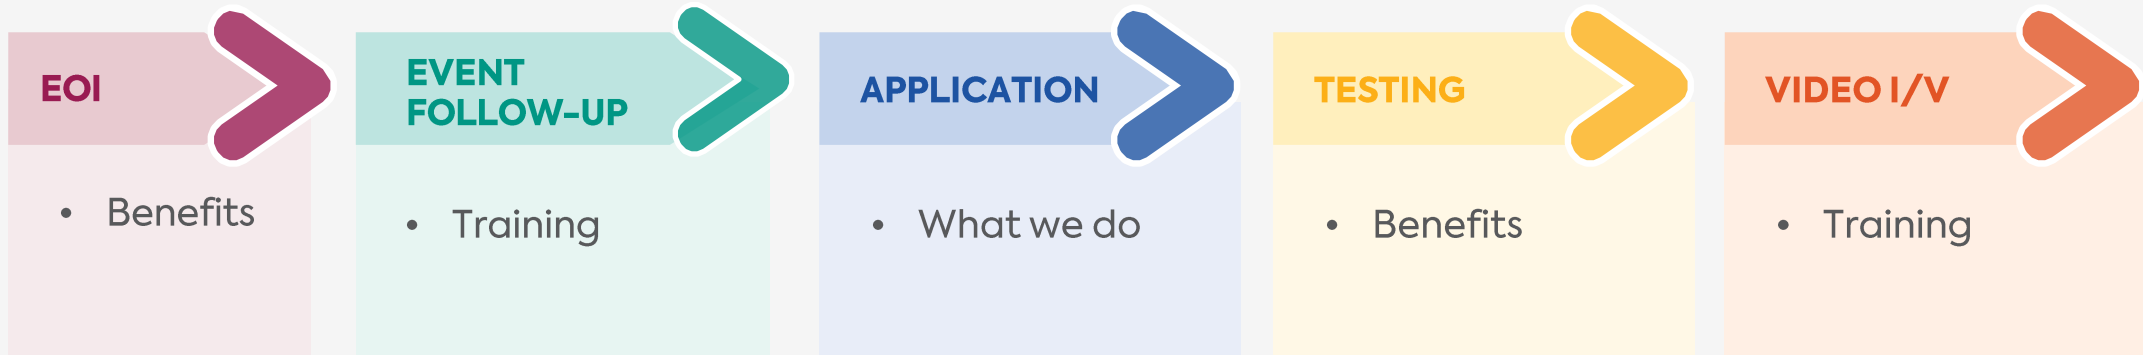 EOI
EVENT
FOLLOW-UP
APPLICATION
TESTING
VIDEO I/V
• Benefits
• Training
• What we do
• Benefits
• Training